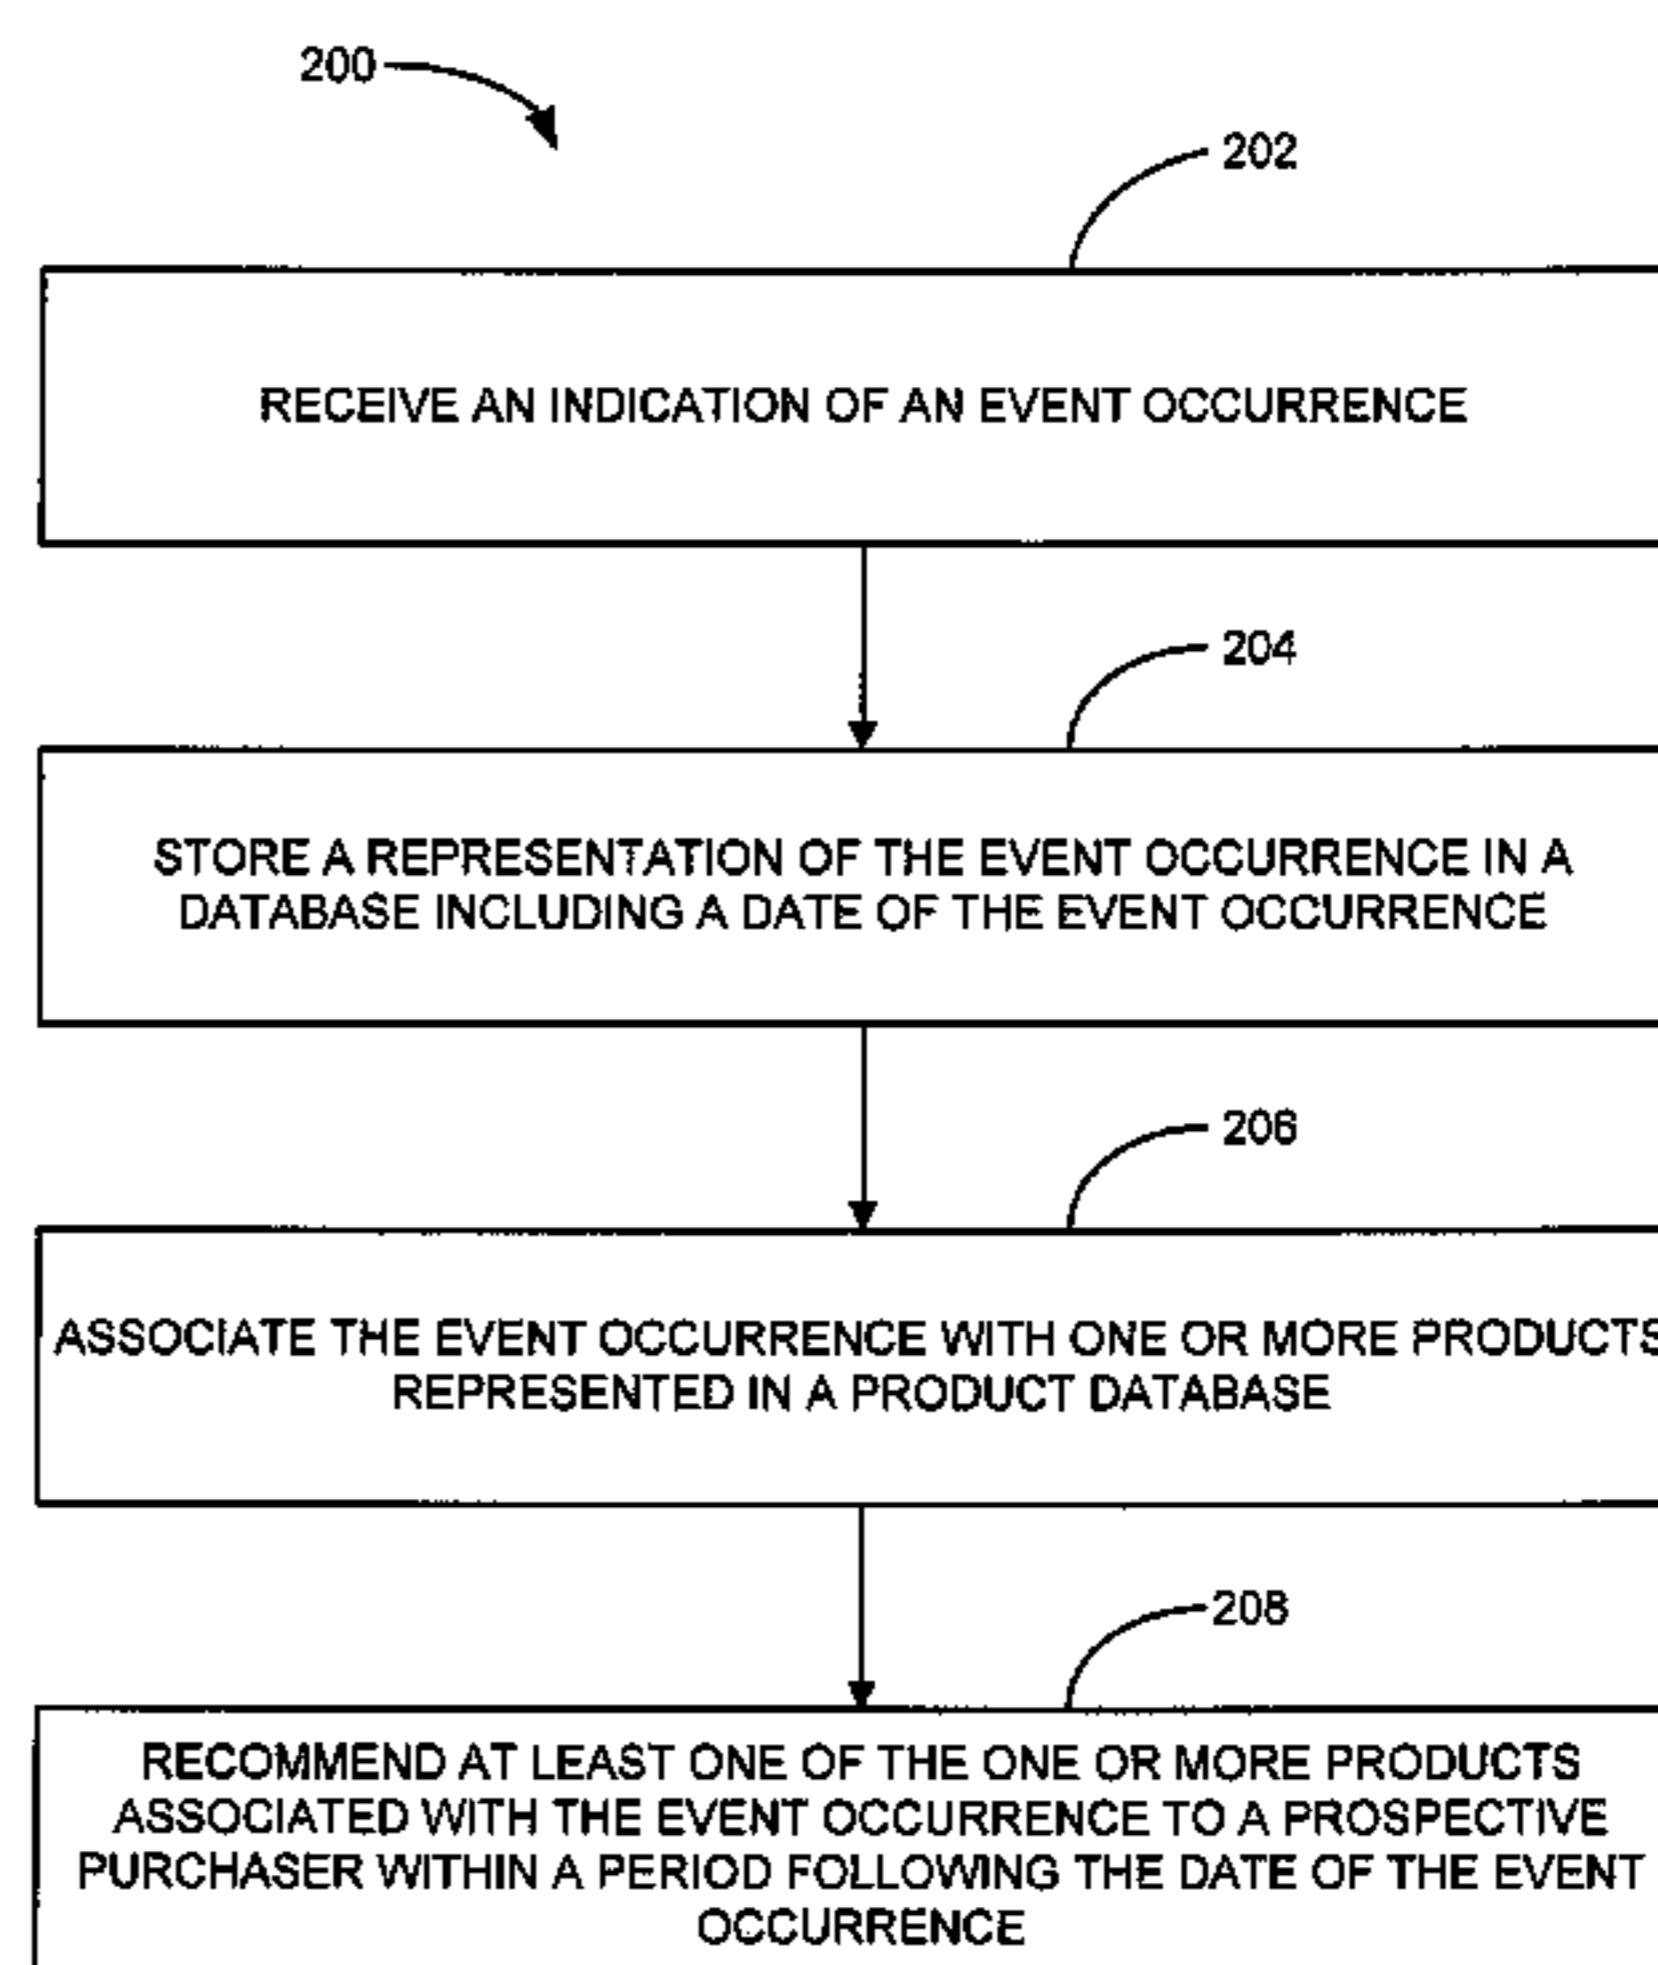 200
202
RECEIVE AN INDICATION OF AN EVENT OCCURRENCE
204
STORE A REPRESENTATION OF THE EVENT OCCURRENCE IN A
DATABASE INCLUDING A DATE OF THE EVENT OCCURRENCE
206
ASSOCIATE THE EVENT OCCURRENCE WITH ONE OR MORE PRODUCTS
REPRESENTED IN A PRODUCT DATABASE
208
RECOMMEND AT LEAST ONE OF THE ONE OR MORE PRODUCTS
ASSOCIATED WITH THE EVENT OCCURRENCE TO A PROSPECTIVE
PURCHASER WITHIN A PERIOD FOLLOWING THE DATE OF THE EVENT
OCCURRENCE